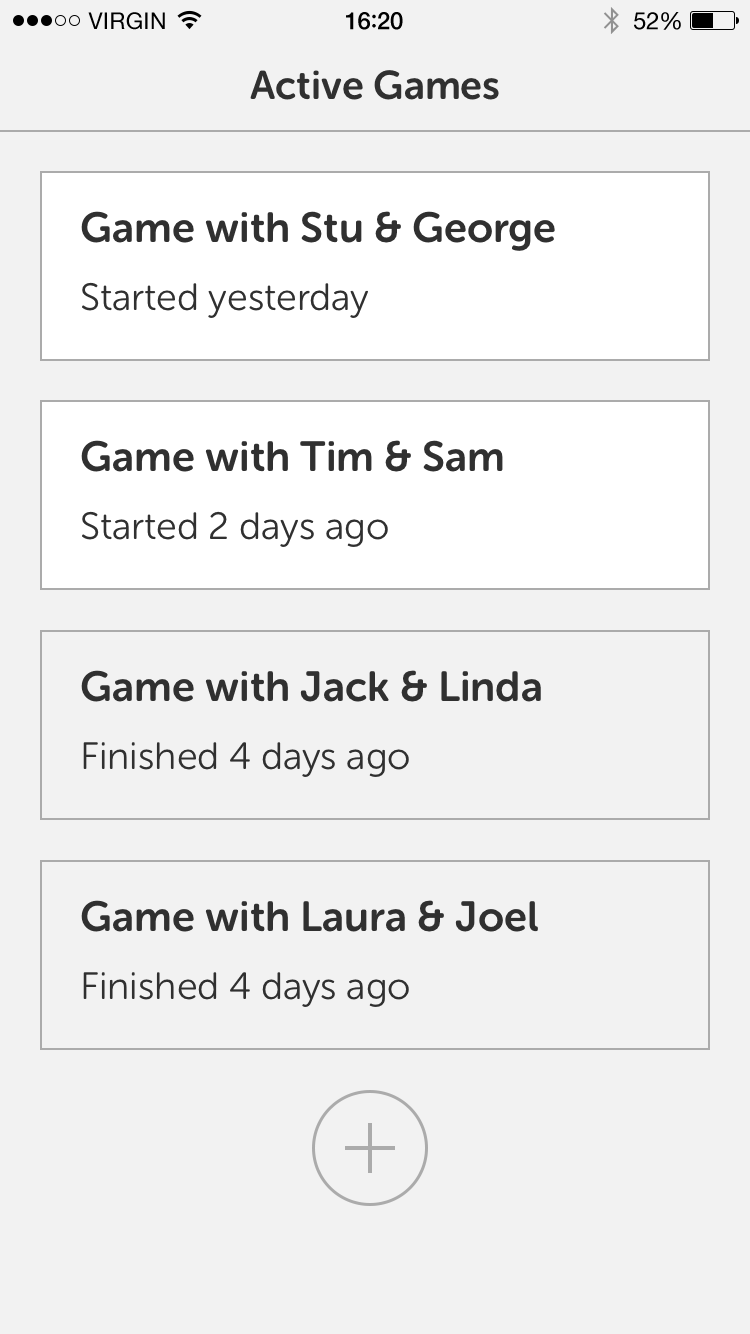 VIRGIN 16:20 52%
Active Games
Game with Stu & George
Started yesterday
Game with Tim & Sam
Started 2 days ago
Game with Jack & Linda
Finished 4 days ago
Game with Laura & Joel
Finished 4 days ago